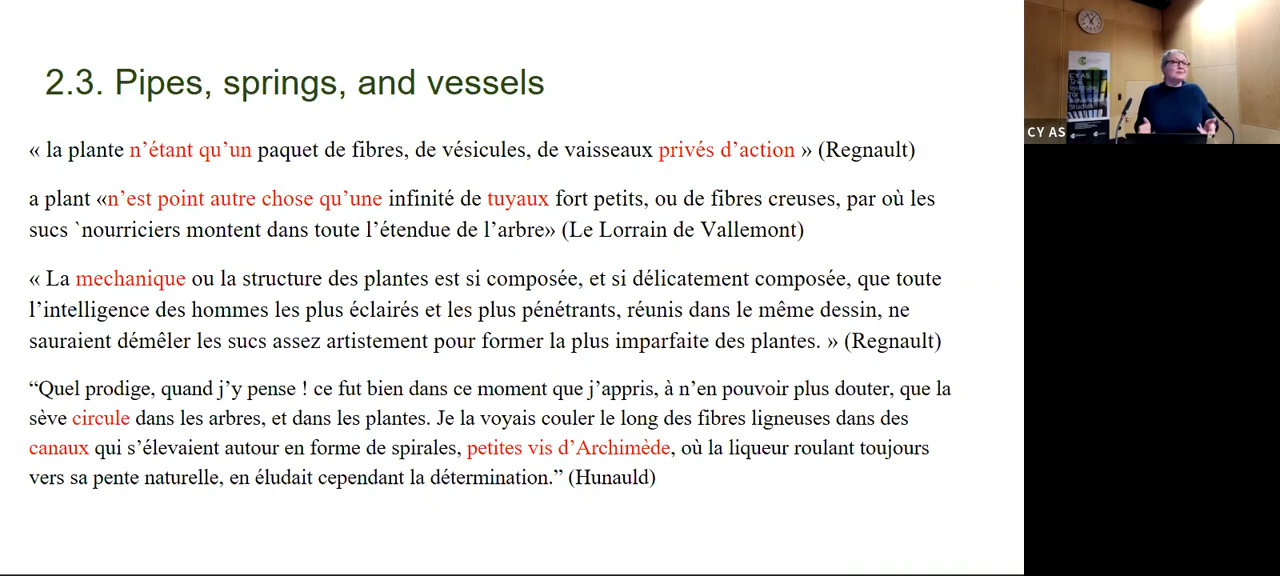 2.3. Pipes, springs, and vessels
« la plante n’étant qu’un paquet de fibres, de vésicules, de vaisseaux privés d’action » (Regnault)
a plant «n’est point autre chose qu’une infinité de tuyaux fort petits, ou de fibres creuses, par où les
sucs `nourriciers montent dans toute l’étendue de l’arbre» (Le Lorrain de Vallemont)
« La mechanique ou la structure des plantes est si composée, et si délicatement composée, que toute
l’intelligence des hommes les plus éclairés et les plus pénétrants, réunis dans le même dessin, ne
sauraient démêler les sucs assez artistement pour former la plus imparfaite des plantes. » (Regnault)
“Quel prodige, quand j’y pense ! ce fut bien dans ce moment que j’appris, à n’en pouvoir plus douter, que la
sève circule dans les arbres, et dans les plantes. Je la voyais couler le long des fibres ligneuses dans des
canaux qui s’élevaient autour en forme de spirales, petites vis d’Archimède, où la liqueur roulant toujours
vers sa pente naturelle, en éludait cependant la détermination.” (Hunauld)
CY AS
CY AS
The
Institute
for
Advanced
Studies